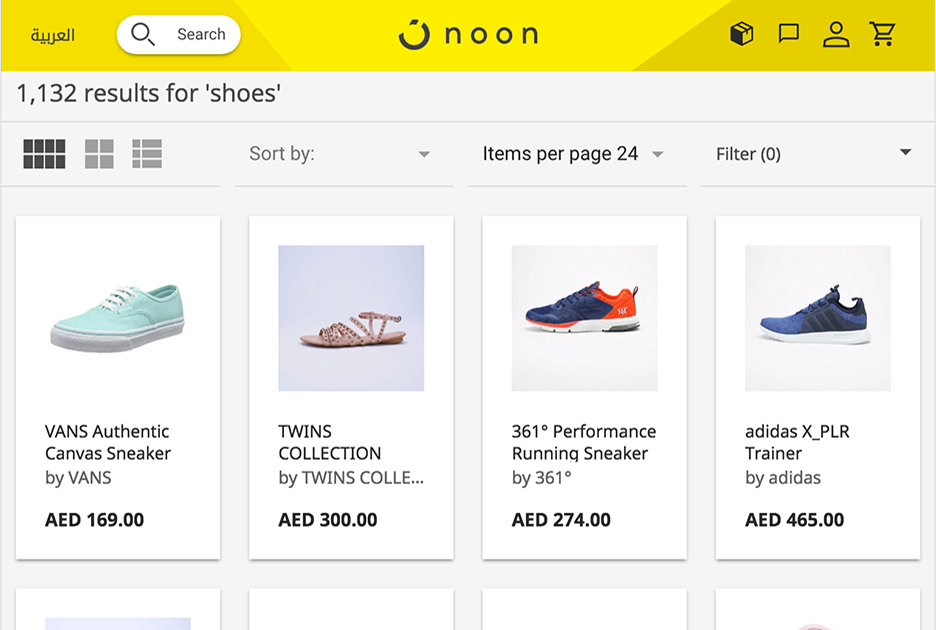 العربية
Search
noon
1,132 results for 'shoes'
Sort by:
Items per page 24
Filter (0)
VANS Authentic
Canvas Sneaker
by VANS
AED 169.00
TWINS
COLLECTION
by TWINS COLLE...
AED 300.00
361° Performance
Running Sneaker
by 361°
AED 274.00
adidas X_PLR
Trainer
by adidas
AED 465.00